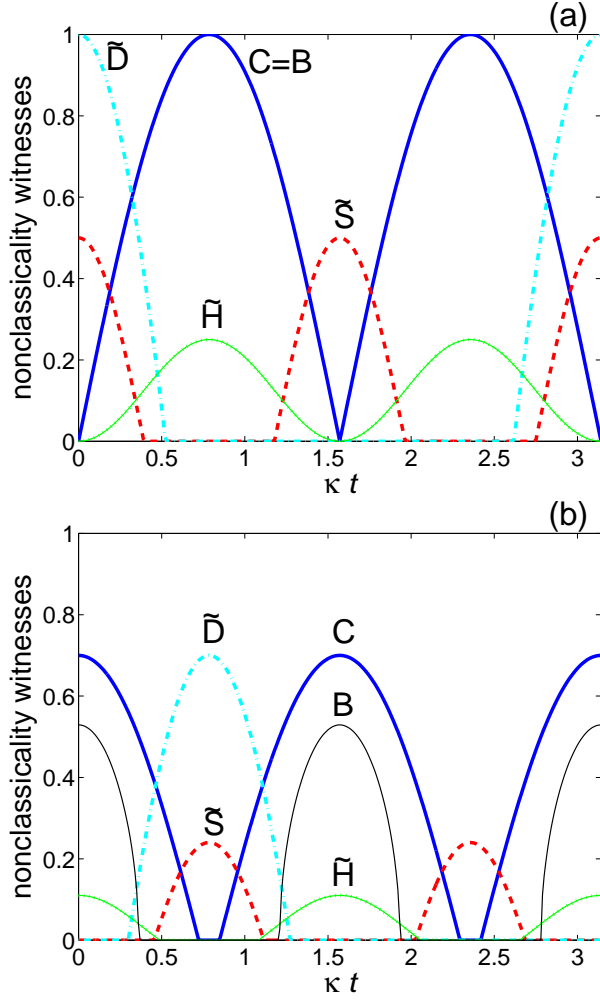 (a)
1
0.8
0.6
0.4
0.2
0
nonclassicality witnesses
D̃
C=B
S̃
H̃
0 0.5 1 1.5 2 2.5 3
κ t
(b)
1
0.8
0.6
0.4
0.2
0
nonclassicality witnesses
D̃
C
B
S̃
H̃
0 0.5 1 1.5 2 2.5 3
κ t